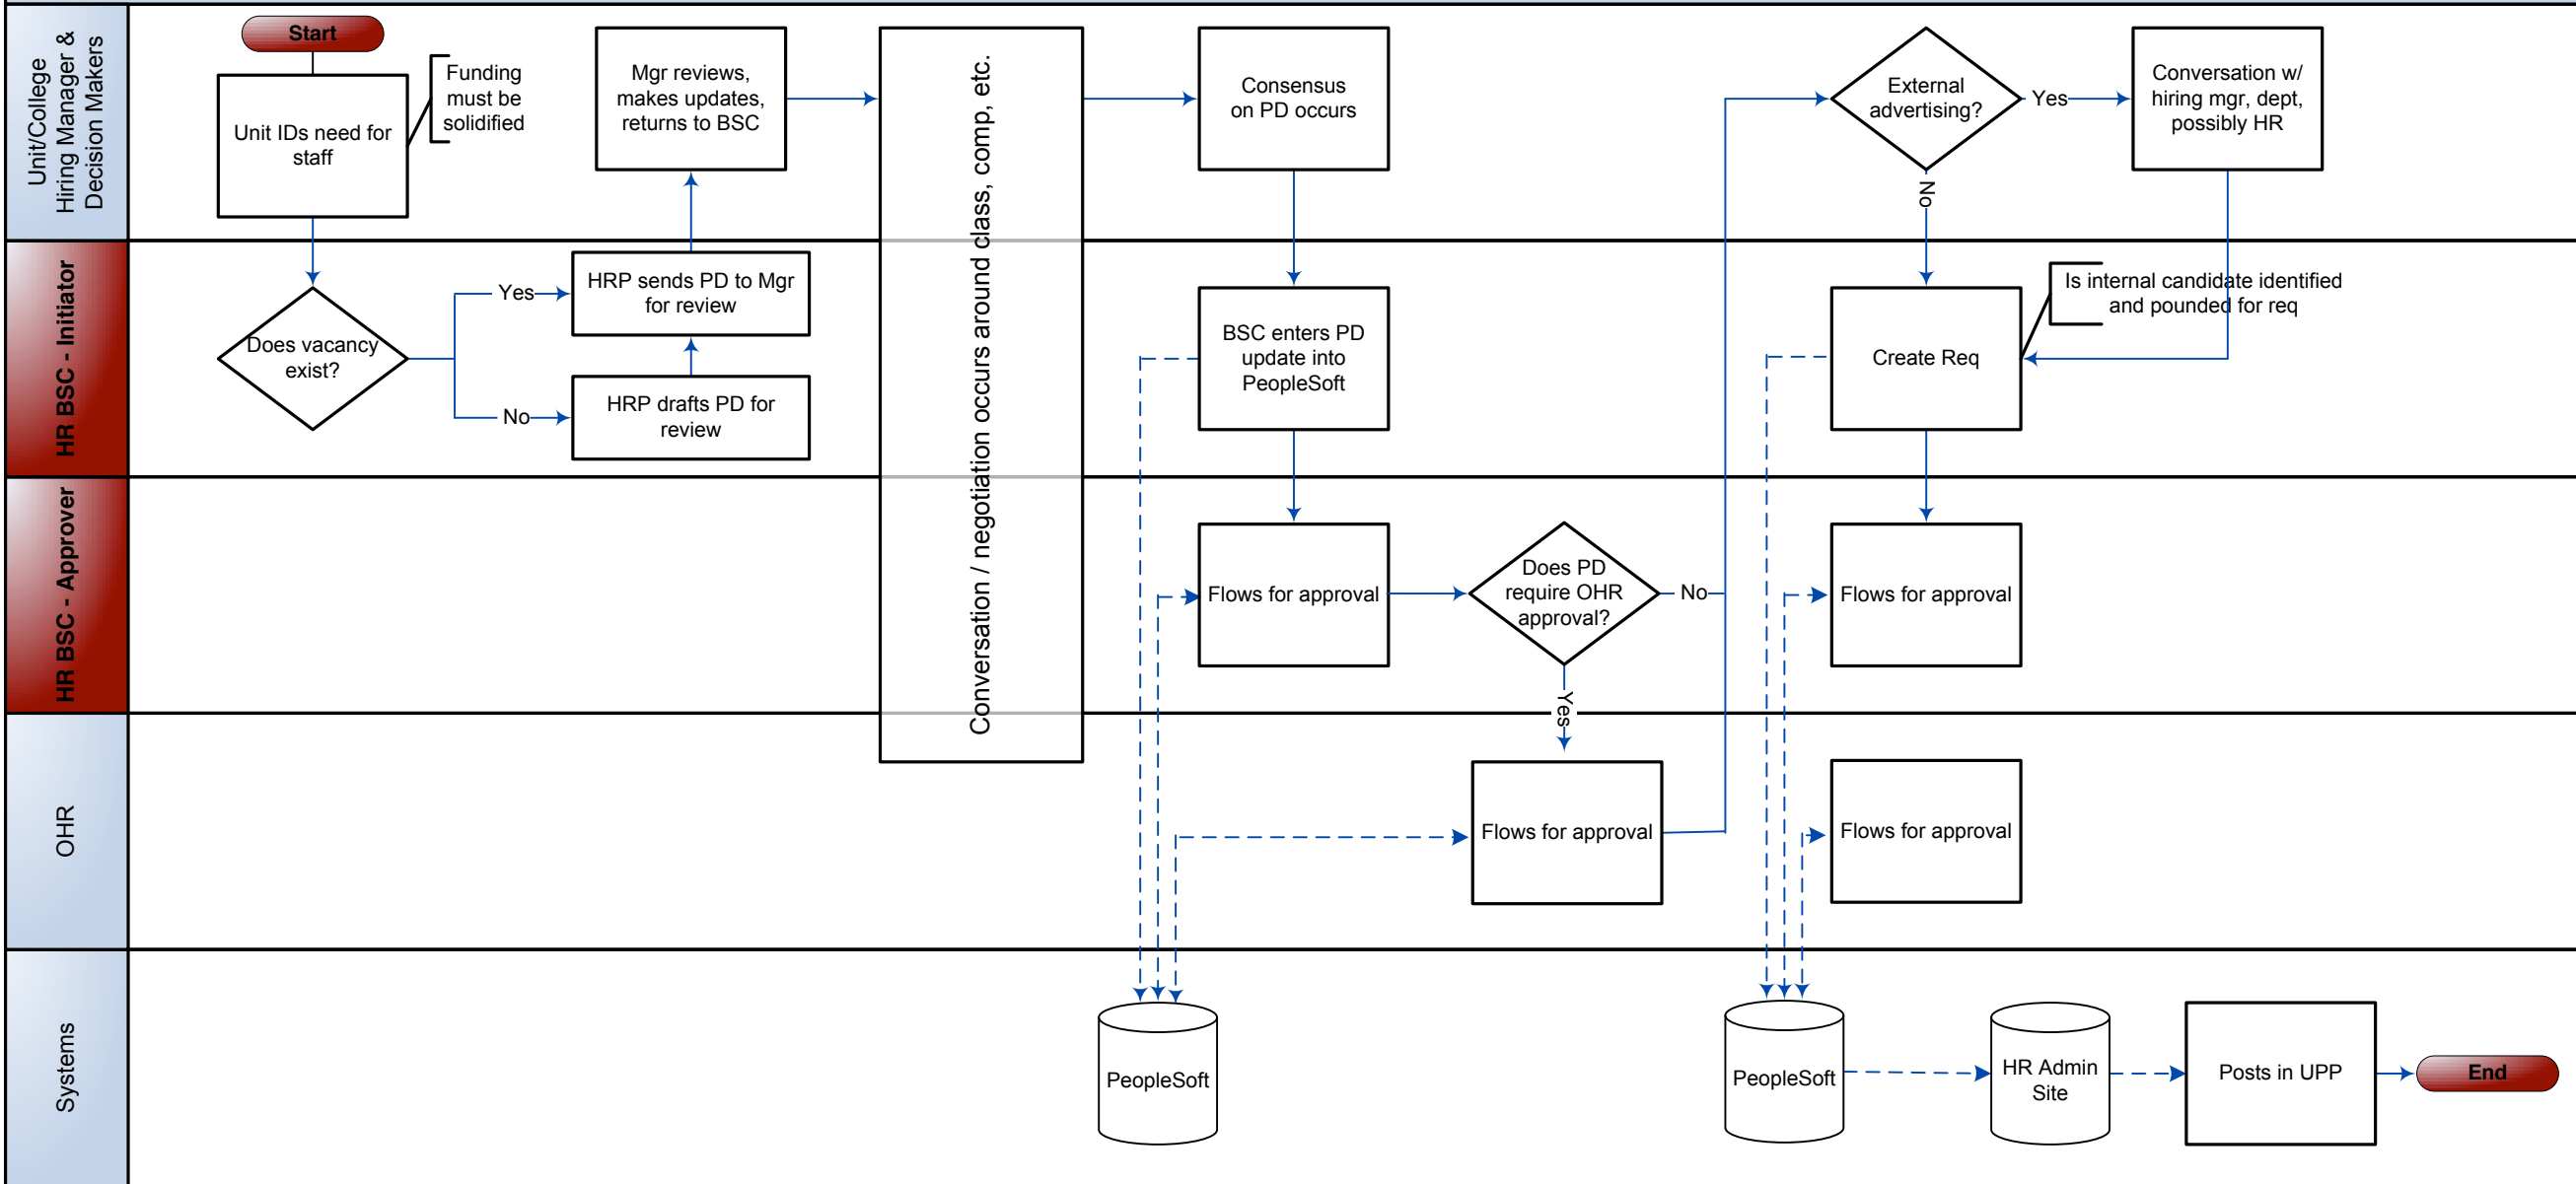 Unit/College
Hiring Manager &
Decision Makers
Start
Unit IDs need for
staff
Funding
must be
solidified
Mgr reviews,
makes updates,
returns to BSC
Conversation / negotiation occurs around class, comp, etc.
Consensus
on PD occurs
External
advertising?
Yes
No
Conversation w/
hiring mgr, dept,
possibly HR
HR BSC - Initiator
Does vacancy
exist?
Yes
No
HRP sends PD to Mgr
for review
HRP drafts PD for
review
BSC enters PD
update into
PeopleSoft
Create Req
Is internal candidate identified
and pounded for req
HR BSC - Approver
Flows for approval
Does PD
require OHR
approval?
No
Yes
Flows for approval
OHR
Flows for approval
Flows for approval
Systems
PeopleSoft
PeopleSoft
HR Admin
Site
Posts in UPP
End